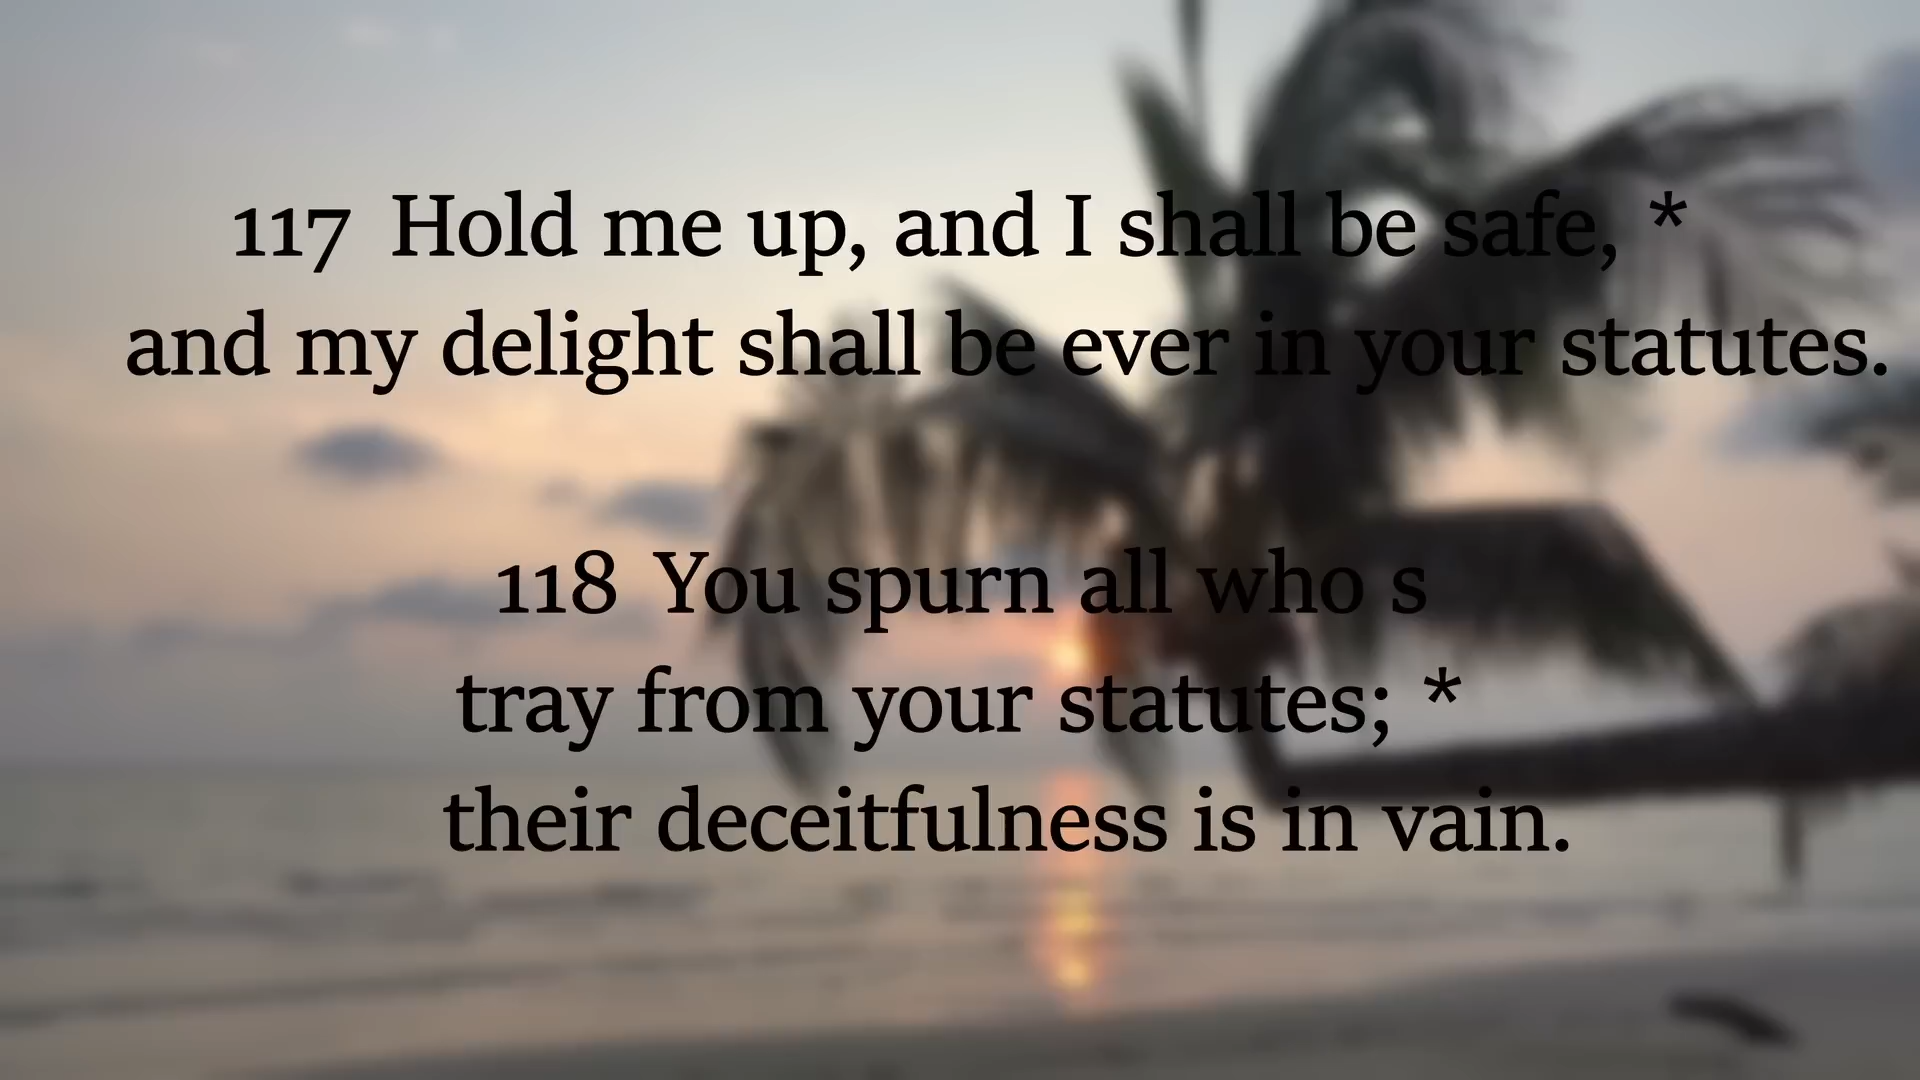 117 Hold me up, and I shall be safe, *
and my delight shall be ever in your statutes.
118 You spurn all who s
tray from your statutes; *
their deceitfulness is in vain.